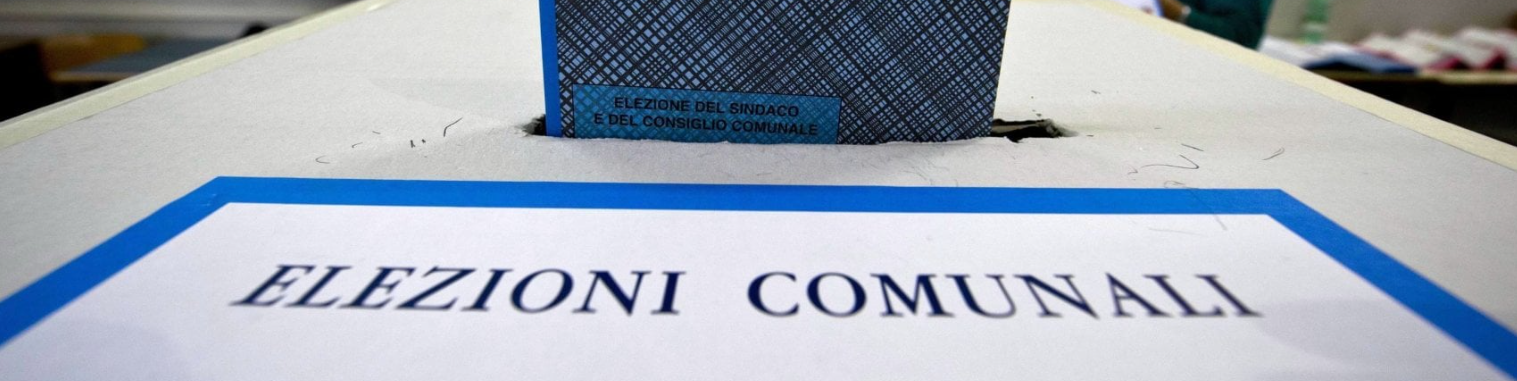 ELEZIONE DEL SINDACO
E DEL CONSIGLIO COMUNALE
ELEZIONI COMUNALI